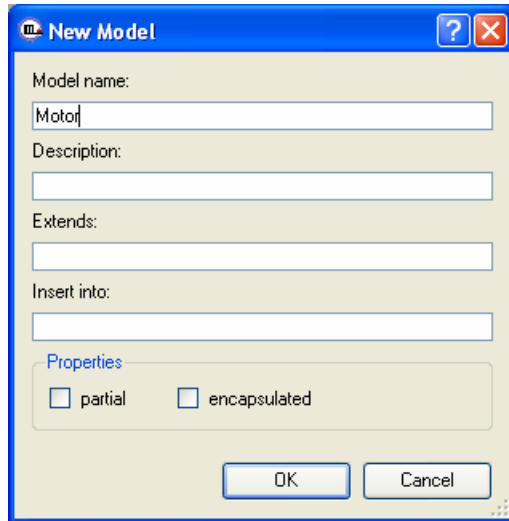 New Model
Model name:
Motor
Description:
Extends:
Insert into:
Properties
partial encapsulated
OK Cancel